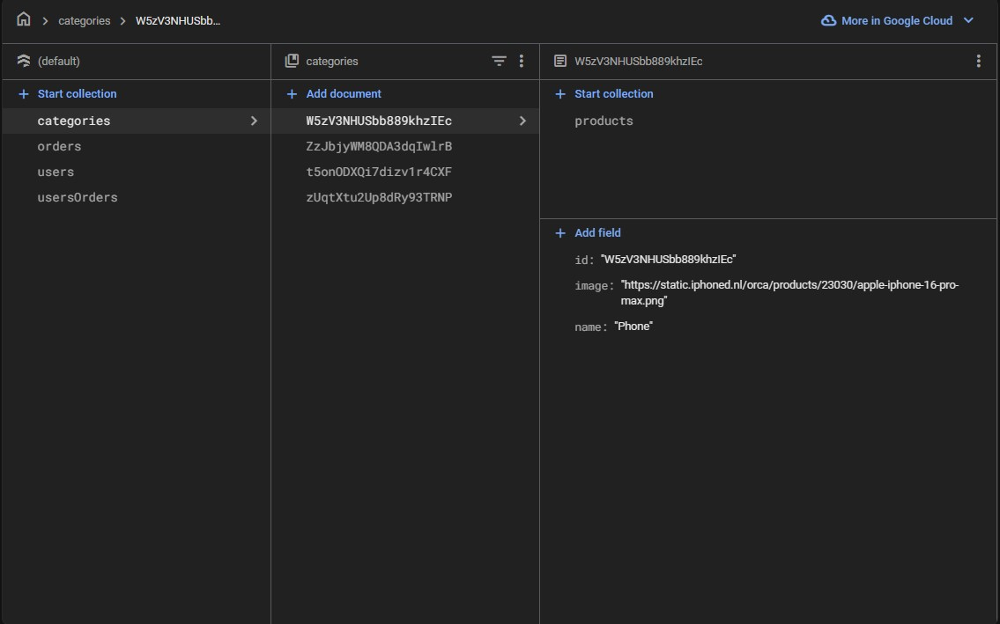 categories
W5zV3NHUSbb...
More in Google Cloud
(default)
categories
W5zV3NHUSbb889khzIEc
Start collection
Add document
Start collection
categories
W5zV3NHUSbb889khzIEc
products
orders
ZzJbjyWM8QDA3dqIwlrB
users
t5onODXQi7dizv1r4CXF
usersOrders
zUqtXtu2Up8dRy93TRNP
Add field
id: "W5zV3NHUSbb889khzIEc"
image: "https://static.iphoned.nl/orca/products/23030/apple-iphone-16-pro-
max.png"
name: "Phone"